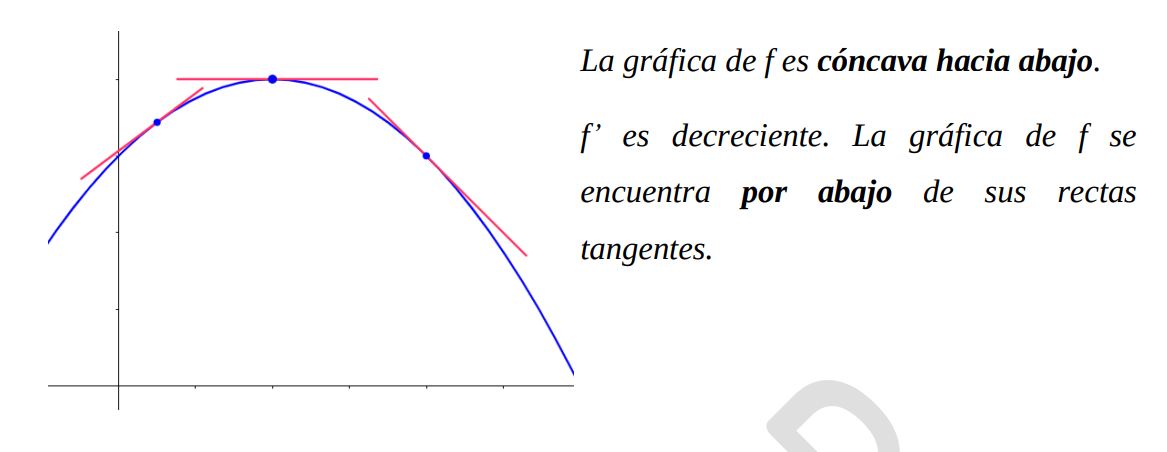 La gráfica de f es cóncava hacia abajo.
f’ es decreciente. La gráfica de f se
encuentra por abajo de sus rectas
tangentes.